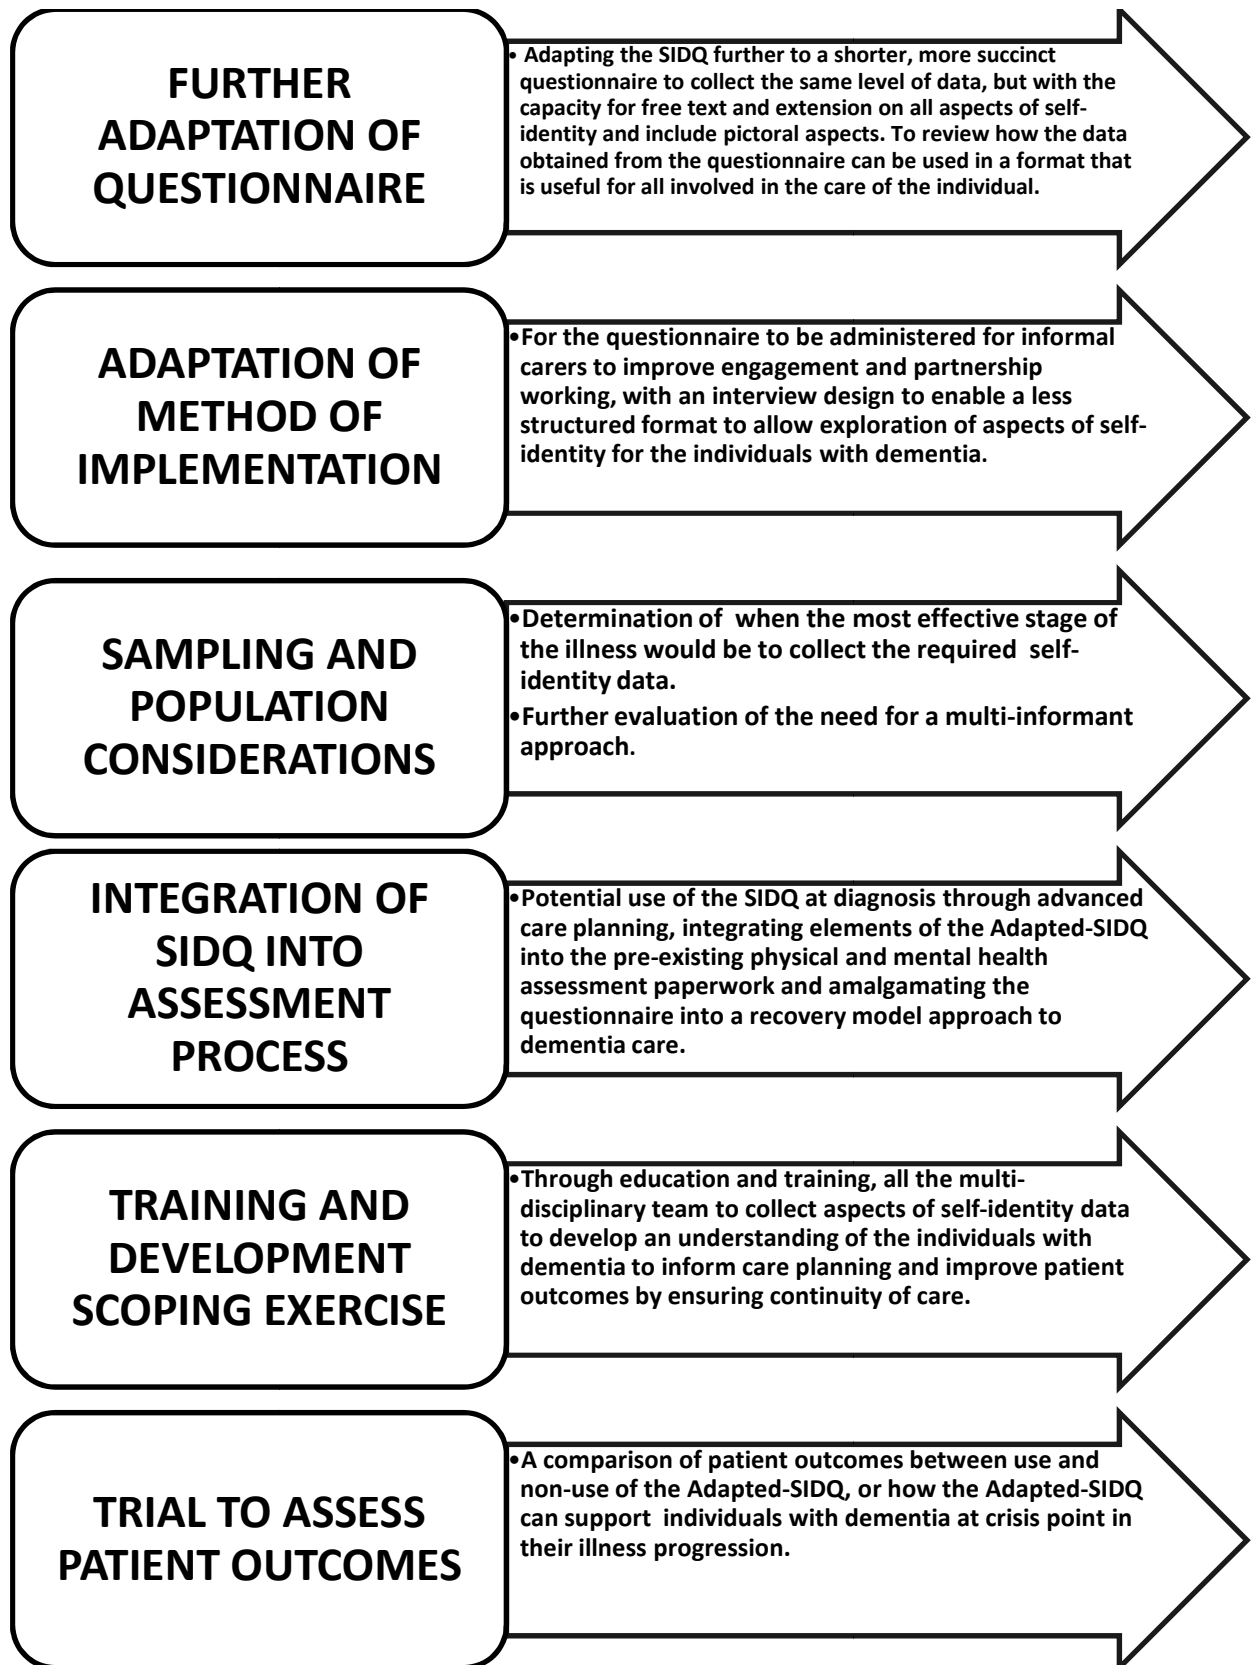 FURTHER
ADAPTATION OF
QUESTIONNAIRE
• Adapting the SIDQ further to a shorter, more succinct
questionnaire to collect the same level of data, but with the
capacity for free text and extension on all aspects of self-
identity and include pictoral aspects. To review how the data
obtained from the questionnaire can be used in a format that
is useful for all involved in the care of the individual.
ADAPTATION OF
METHOD OF
IMPLEMENTATION
•For the questionnaire to be administered for informal
carers to improve engagement and partnership
working, with an interview design to enable a less
structured format to allow exploration of aspects of self-
identity for the individuals with dementia.
SAMPLING AND
POPULATION
CONSIDERATIONS
•Determination of when the most effective stage of
the illness would be to collect the required self-
identity data.
•Further evaluation of the need for a multi-informant
approach.
INTEGRATION OF
SIDQ INTO
ASSESSMENT
PROCESS
•Potential use of the SIDQ at diagnosis through advanced
care planning, integrating elements of the Adapted-SIDQ
into the pre-existing physical and mental health
assessment paperwork and amalgamating the
questionnaire into a recovery model approach to
dementia care.
TRAINING AND
DEVELOPMENT
SCOPING EXERCISE
•Through education and training, all the multi-
disciplinary team to collect aspects of self-identity data
to develop an understanding of the individuals with
dementia to inform care planning and improve patient
outcomes by ensuring continuity of care.
TRIAL TO ASSESS
PATIENT OUTCOMES
•A comparison of patient outcomes between use and
non-use of the Adapted-SIDQ, or how the Adapted-SIDQ
can support individuals with dementia at crisis point in
their illness progression.